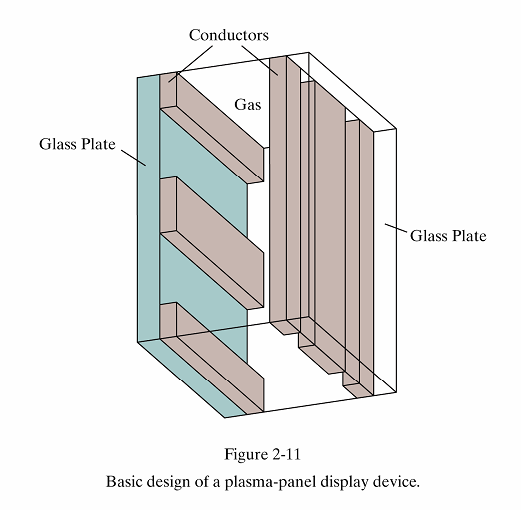 Conductors
Gas
Glass Plate
Glass Plate
Figure 2-11
Basic design of a plasma-panel display device.